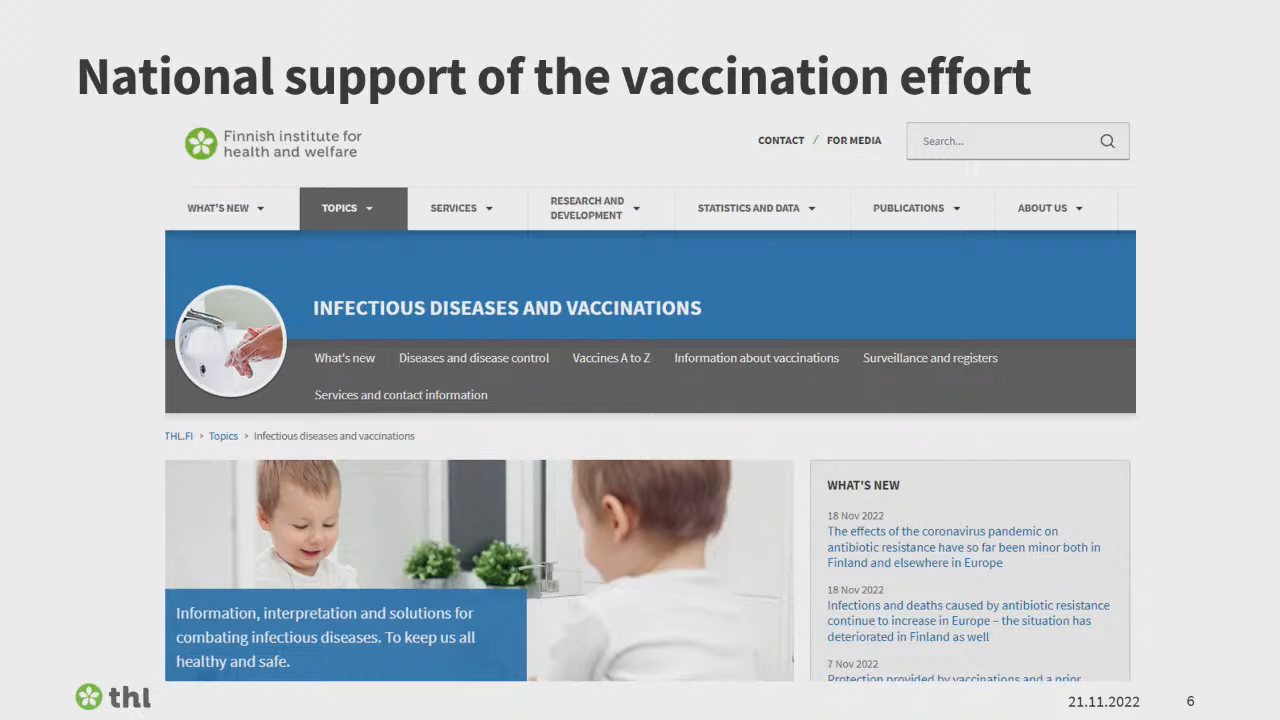 National support of the vaccination effort
Finnish institute for
health and welfare
CONTACT / FOR MEDIA
Search...
WHAT'S NEW
TOPICS
SERVICES
RESEARCH AND
DEVELOPMENT
STATISTICS AND DATA
PUBLICATIONS
ABOUT US
INFECTIOUS DISEASES AND VACCINATIONS
What's new
Diseases and disease control
Vaccines A to Z
Information about vaccinations
Surveillance and registers
Services and contact information
THL.FI > Topics > Infectious diseases and vaccinations
Information, interpretation and solutions for
combating infectious diseases. To keep us all
healthy and safe.
WHAT'S NEW
18 Nov 2022
The effects of the coronavirus pandemic on
antibiotic resistance have so far been minor both in
Finland and elsewhere in Europe
18 Nov 2022
Infections and deaths caused by antibiotic resistance
continue to increase in Europe – the situation has
deteriorated in Finland as well
7 Nov 2022
Protection provided by vaccinations and a prior
thl
21.11.2022
6